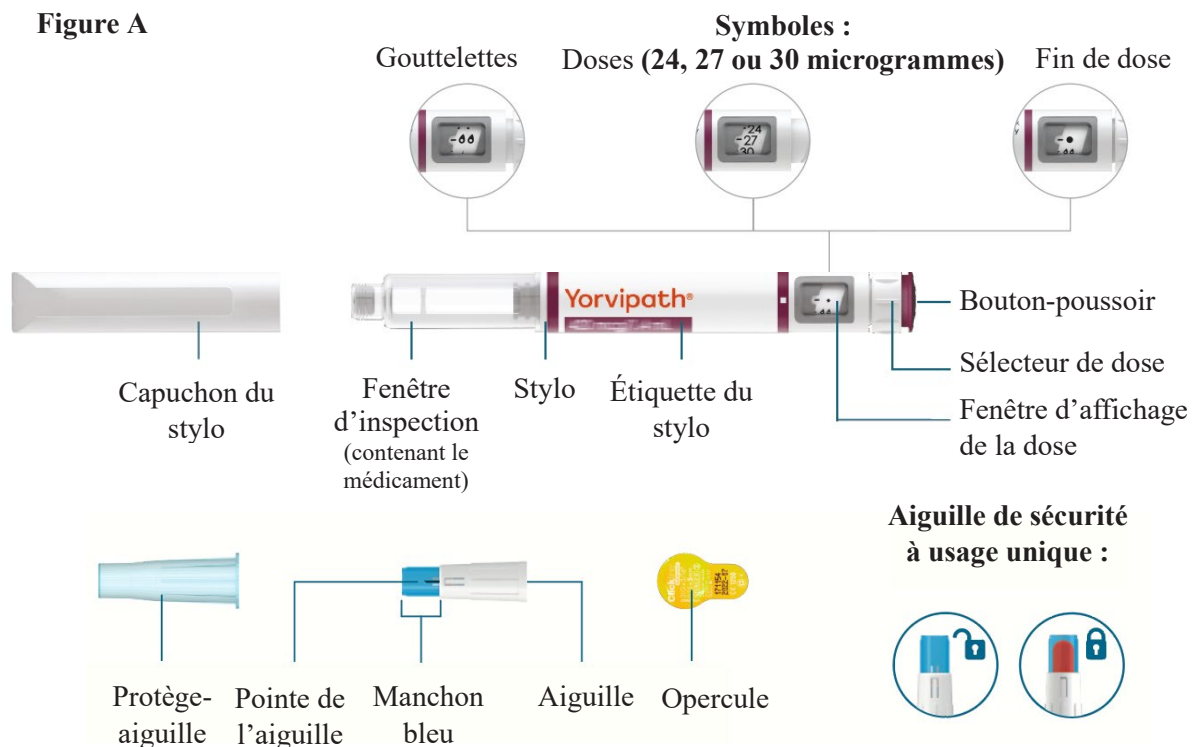 Figure A
Symboles :
Gouttelettes
Doses (24, 27 ou 30 microgrammes)
Fin de dose
24
27
30
Yorvipath®
Bouton-poussoir
Sélecteur de dose
Fenêtre d’affichage
de la dose
Capuchon du
stylo
Fenêtre
d’inspection
(contenant le
médicament)
Stylo
Étiquette du
stylo
Aiguille de sécurité
à usage unique :
Protège-
aiguille
Pointe de
l’aiguille
Manchon
bleu
Aiguille
Opercule